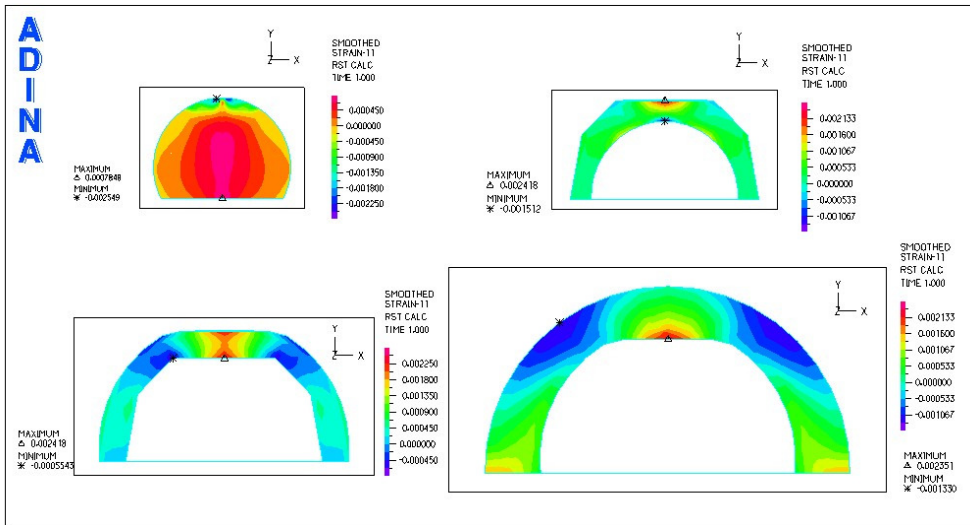 ADINA
Y
Z X
SMOOTHED
STRAIN-11
RST CALC
TIME 1.000
0.000450
0.000000
-0.000450
-0.000900
-0.001350
-0.001800
-0.002250
MAXIMUM
△ 0.0007848
MINIMUM
✳ -0.002549
Y
Z X
SMOOTHED
STRAIN-11
RST CALC
TIME 1.000
0.002133
0.001600
0.001067
0.000533
0.000000
-0.000533
-0.001067
MAXIMUM
△ 0.002418
MINIMUM
✳ -0.001512
SMOOTHED
STRAIN-11
RST CALC
TIME 1.000
Y
Z X
0.002250
0.001800
0.001350
0.000900
0.000450
0.000000
-0.000450
MAXIMUM
△ 0.002418
MINIMUM
✳ -0.0005543
SMOOTHED
STRAIN-11
RST CALC
TIME 1.000
Y
Z X
0.002133
0.001600
0.001067
0.000533
0.000000
-0.000533
-0.001067
MAXIMUM
△ 0.002351
MINIMUM
✳ -0.001330